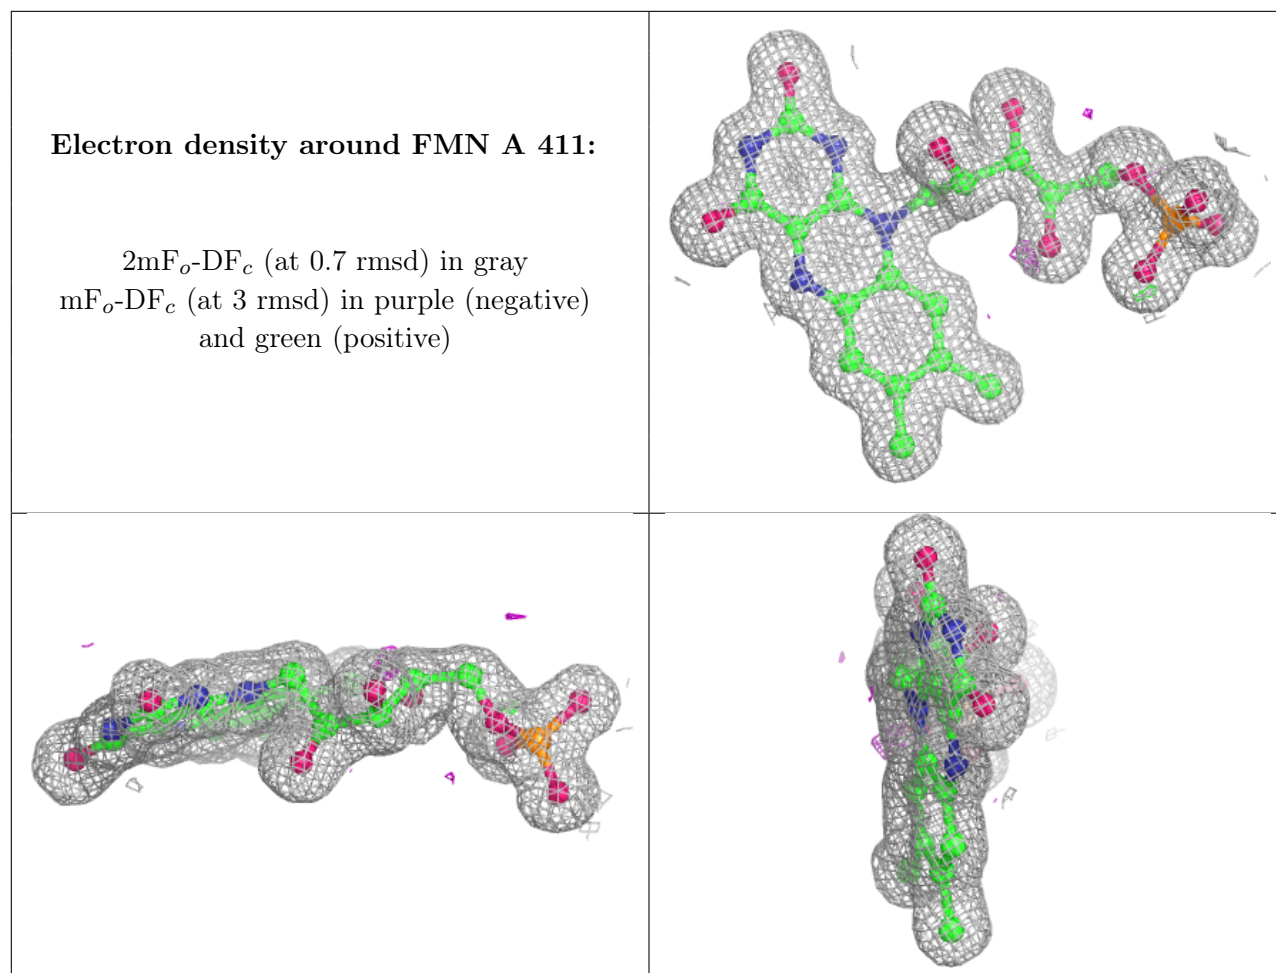 Electron density around FMN A 411:
2mFₒ-DF𝒸 (at 0.7 rmsd) in gray
mFₒ-DF𝒸 (at 3 rmsd) in purple (negative)
and green (positive)